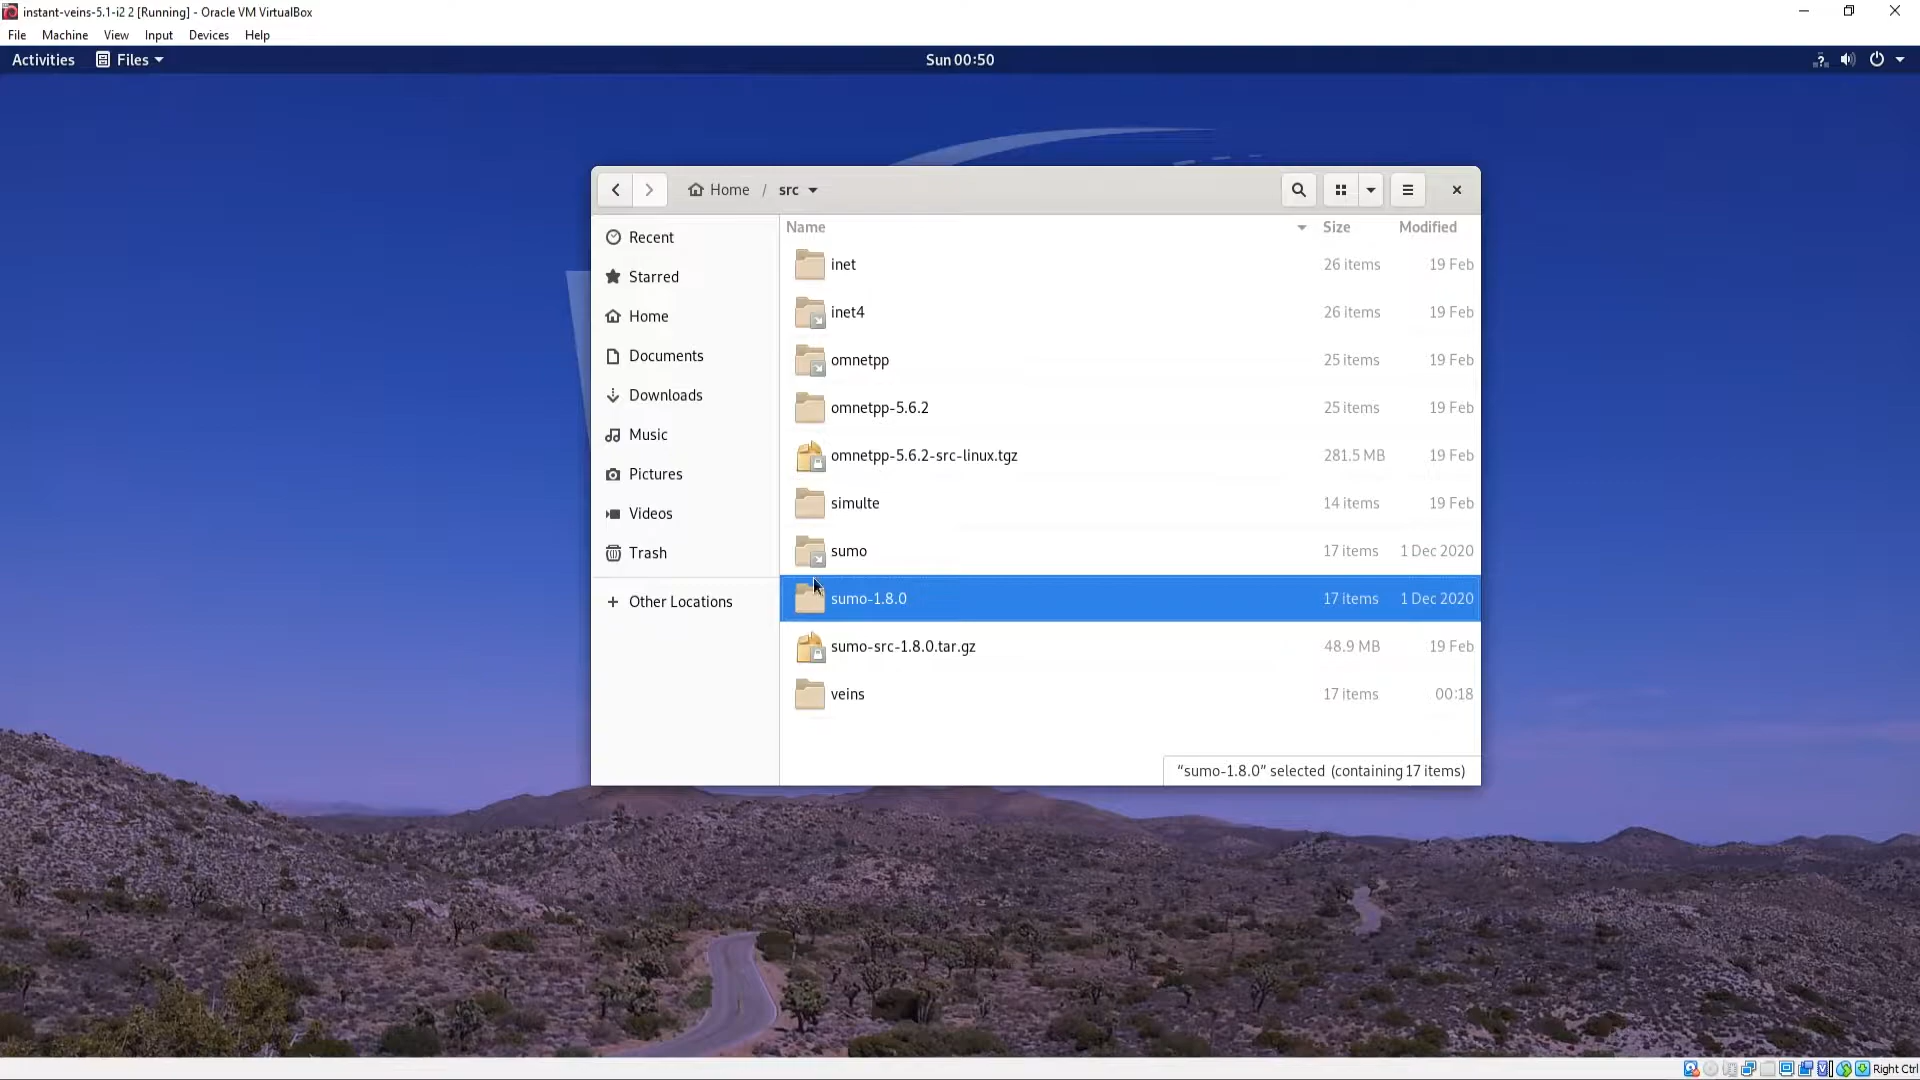 instant-veins-5.1-i2 2 [Running] - Oracle VM VirtualBox
File Machine View Input Devices Help
Activities Files Sun 00:50
Home / src
Name Size Modified
Recent
Starred
Home
Documents
Downloads
Music
Pictures
Videos
Trash
+ Other Locations
inet 26 items 19 Feb
inet4 26 items 19 Feb
omnetpp 25 items 19 Feb
omnetpp-5.6.2 25 items 19 Feb
omnetpp-5.6.2-src-linux.tgz 281.5 MB 19 Feb
simulte 14 items 19 Feb
sumo 17 items 1 Dec 2020
sumo-1.8.0 17 items 1 Dec 2020
sumo-src-1.8.0.tar.gz 48.9 MB 19 Feb
veins 17 items 00:18
“sumo-1.8.0” selected (containing 17 items)
Right Ctrl